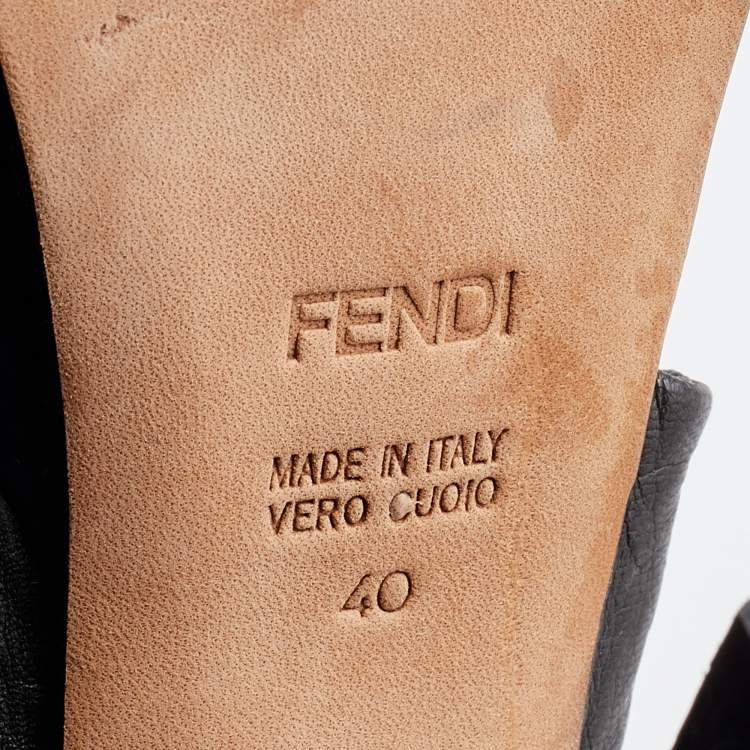 FENDI
MADE IN ITALY
VERO CUOIO
40